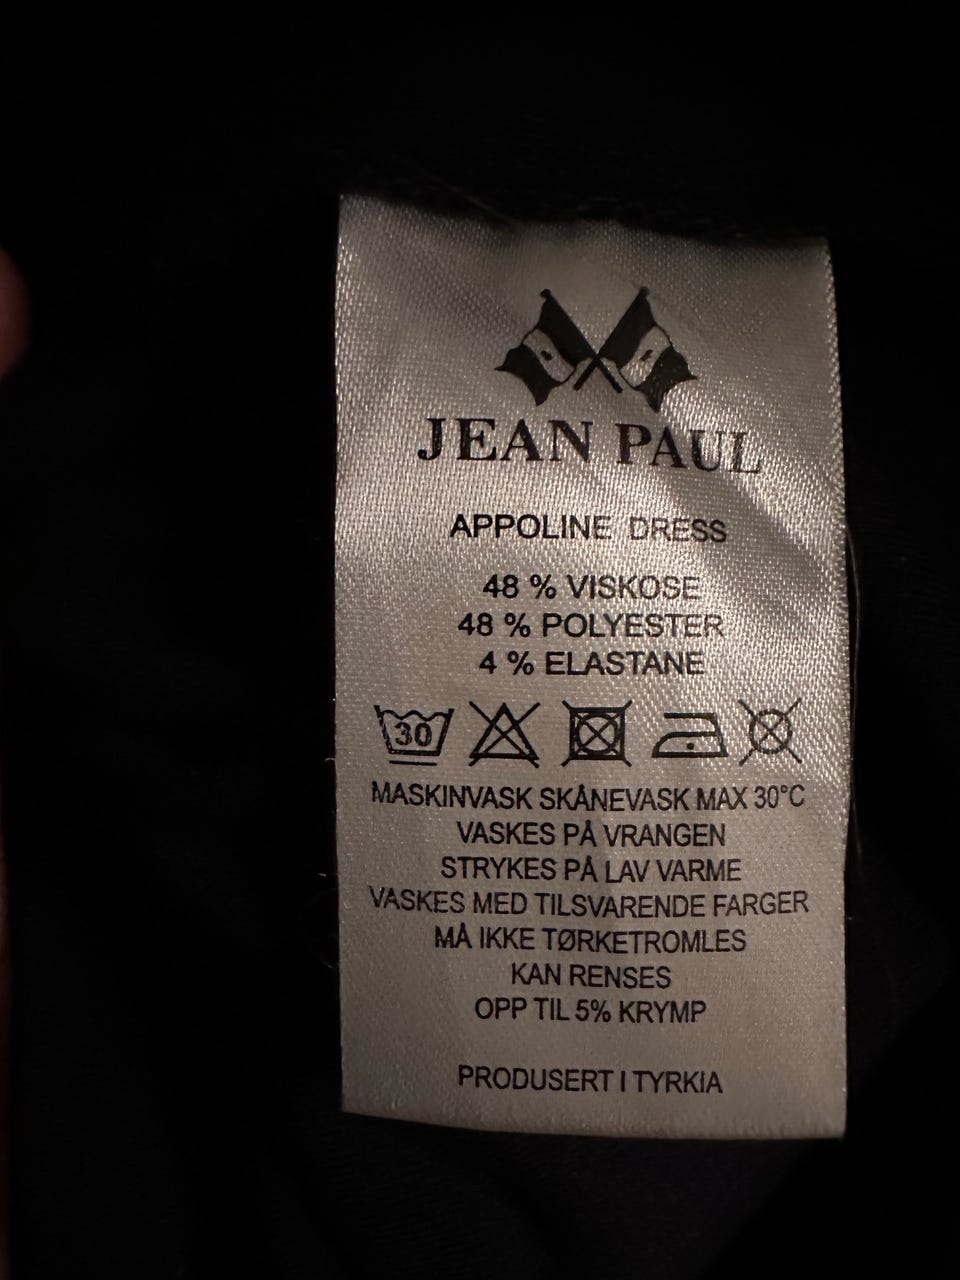 JEAN PAUL
APPOLINE DRESS
48 % VISKOSE
48 % POLYESTER
4 % ELASTANE
30
MASKINVASK SKÅNEVASK MAX 30°C
VASKES PÅ VRANGEN
STRYKES PÅ LAV VARME
VASKES MED TILSVARENDE FARGER
MÅ IKKE TØRKETROMLES
KAN RENSES
OPP TIL 5% KRYMP
PRODUSERT I TYRKIA